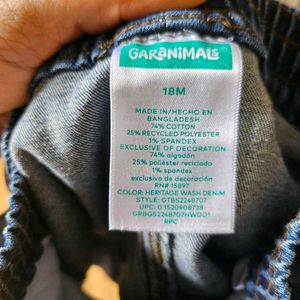 GARANIMALS
18M
MADE IN/HECHO EN
BANGLADESH
74% COTTON
25% RECYCLED POLYESTER
1% SPANDEX
EXCLUSIVE OF DECORATION
74% algodón
25% poliéster reciclado
1% spandex
exclusivo de decoración
RN# 15897
COLOR: HERITAGE WASH DENIM
STYLE: GTBS2248707
UPC: 0 1520908738
GRBGS2248707HWD01
RPC